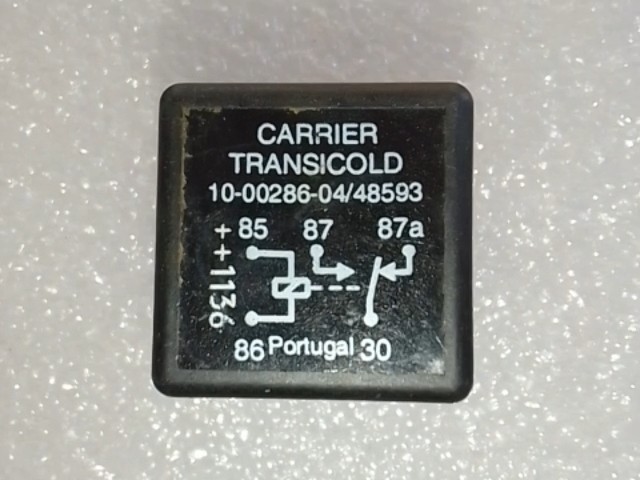 CARRIER
TRANSICOLD
10-00286-04/48593
85 87 87a
++1136
86 Portugal 30